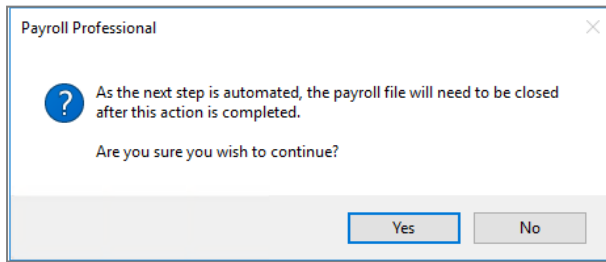 Payroll Professional
As the next step is automated, the payroll file will need to be closed
after this action is completed.
Are you sure you wish to continue?
Yes
No